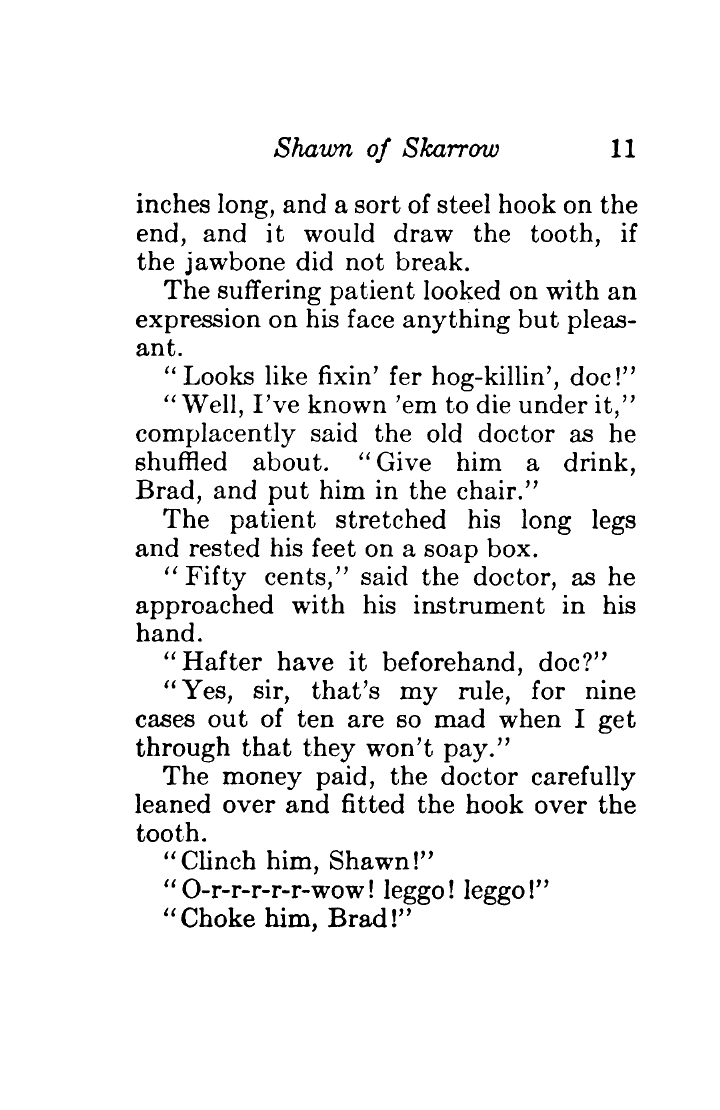 Shawn of Skarrow 11
inches long, and a sort of steel hook on the
end, and it would draw the tooth, if
the jawbone did not break.
The suffering patient looked on with an
expression on his face anything but pleas-
ant.
"Looks like fixin' fer hog-killin', doc!"
"Well, I've known 'em to die under it,"
complacently said the old doctor as he
shuffled about. "Give him a drink,
Brad, and put him in the chair."
The patient stretched his long legs
and rested his feet on a soap box.
"Fifty cents," said the doctor, as he
approached with his instrument in his
hand.
"Hafter have it beforehand, doc?"
"Yes, sir, that's my rule, for nine
cases out of ten are so mad when I get
through that they won't pay."
The money paid, the doctor carefully
leaned over and fitted the hook over the
tooth.
"Clinch him, Shawn!"
"O-r-r-r-r-r-wow! leggo! leggo!"
"Choke him, Brad!"